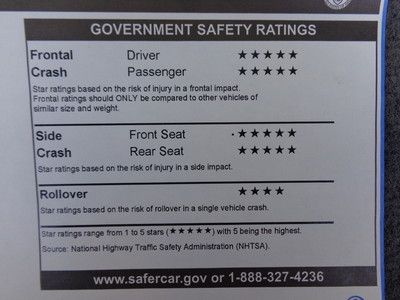 GOVERNMENT SAFETY RATINGS
Frontal Driver ★★★★★
Crash Passenger ★★★★★
Star ratings based on the risk of injury in a frontal impact.
Frontal ratings should ONLY be compared to other vehicles of
similar size and weight.
Side Front Seat ★★★★★
Crash Rear Seat ★★★★★
Star ratings based on the risk of injury in a side impact.
Rollover ★★★★
Star ratings based on the risk of rollover in a single vehicle crash.
Star ratings range from 1 to 5 stars (★★★★★) with 5 being the highest.
Source: National Highway Traffic Safety Administration (NHTSA).
www.safercar.gov or 1-888-327-4236